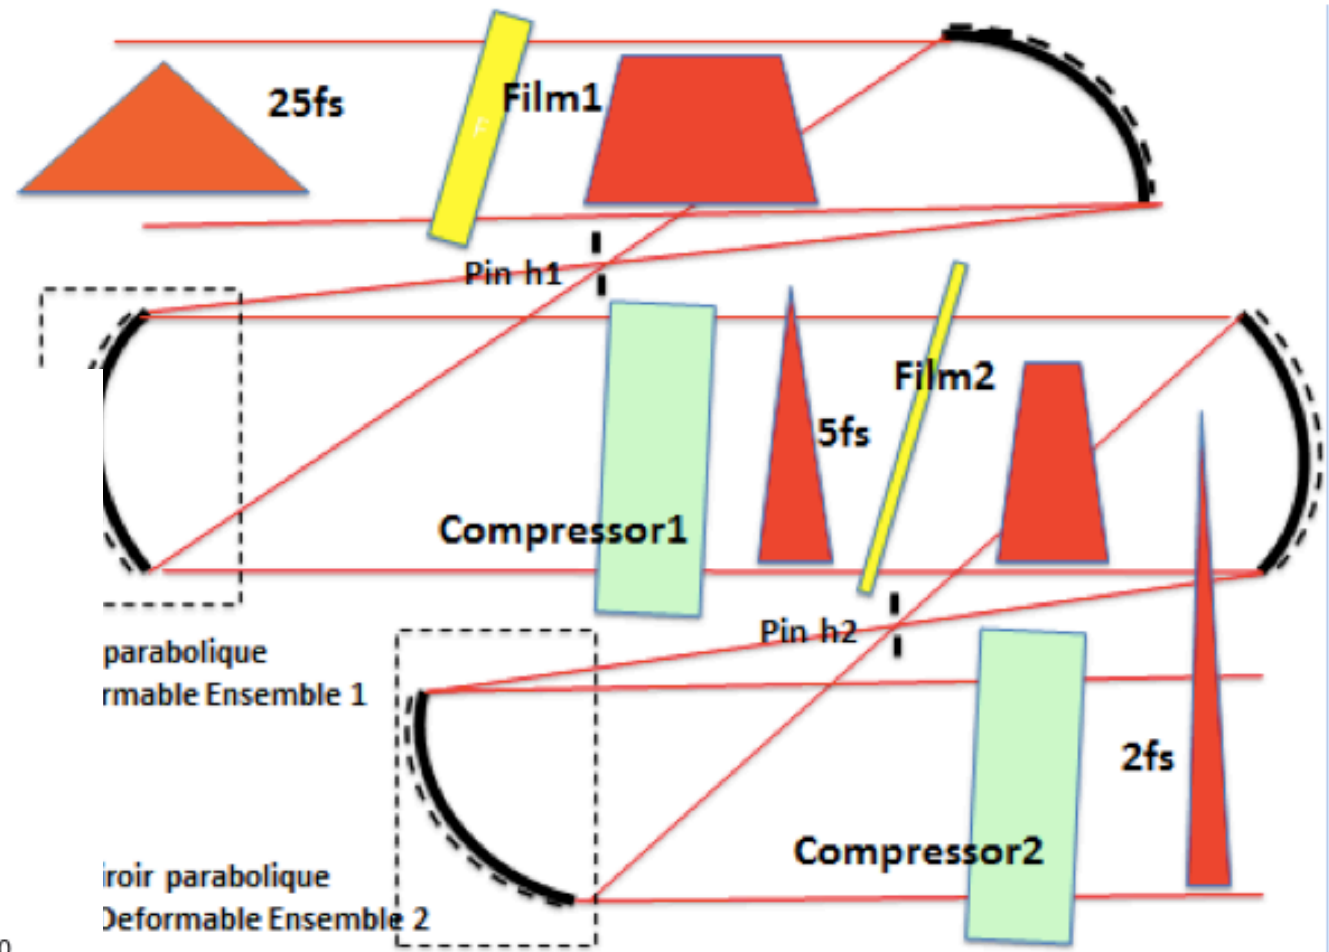 25fs
Film1
F
Pin h1
Film2
5fs
Compressor1
Pin h2
parabolique
rmable Ensemble 1
2fs
Compressor2
iroir parabolique
Deformable Ensemble 2
0